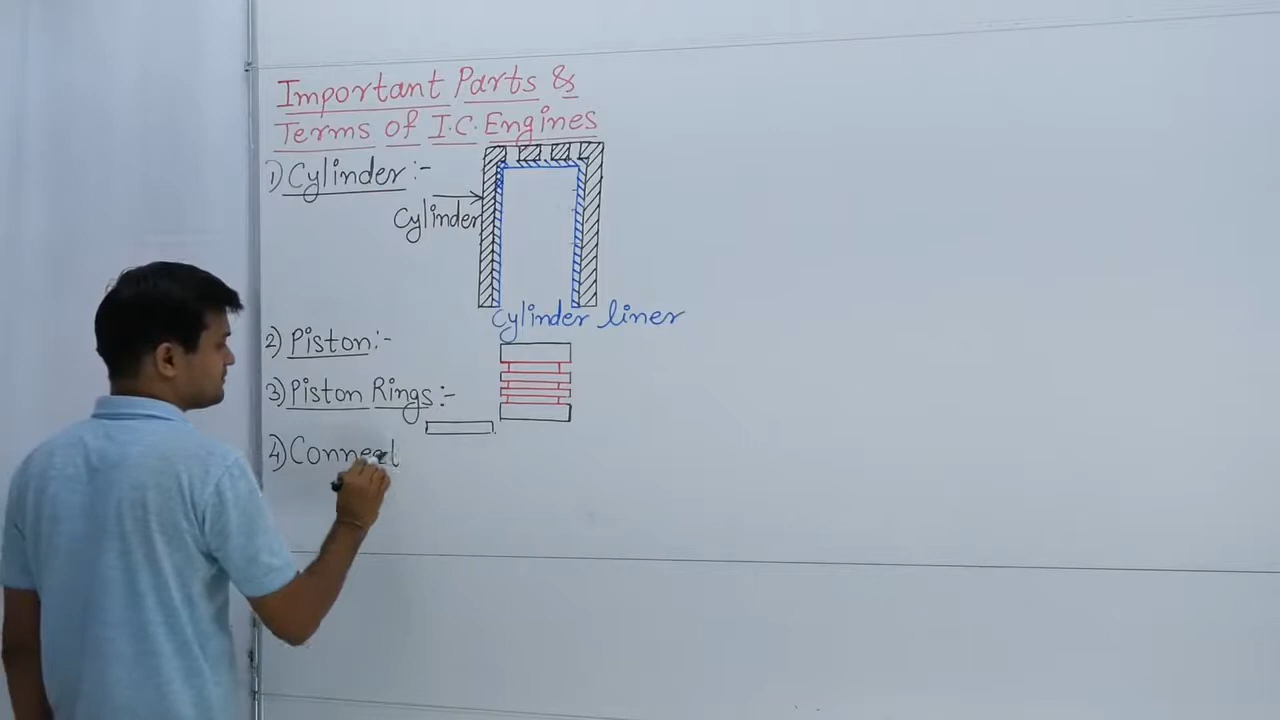 Important Parts &
Terms of I.C. Engines
1) Cylinder :-
Cylinder
Cylinder liner
2) Piston :-
3) Piston Rings :-
4) Connect